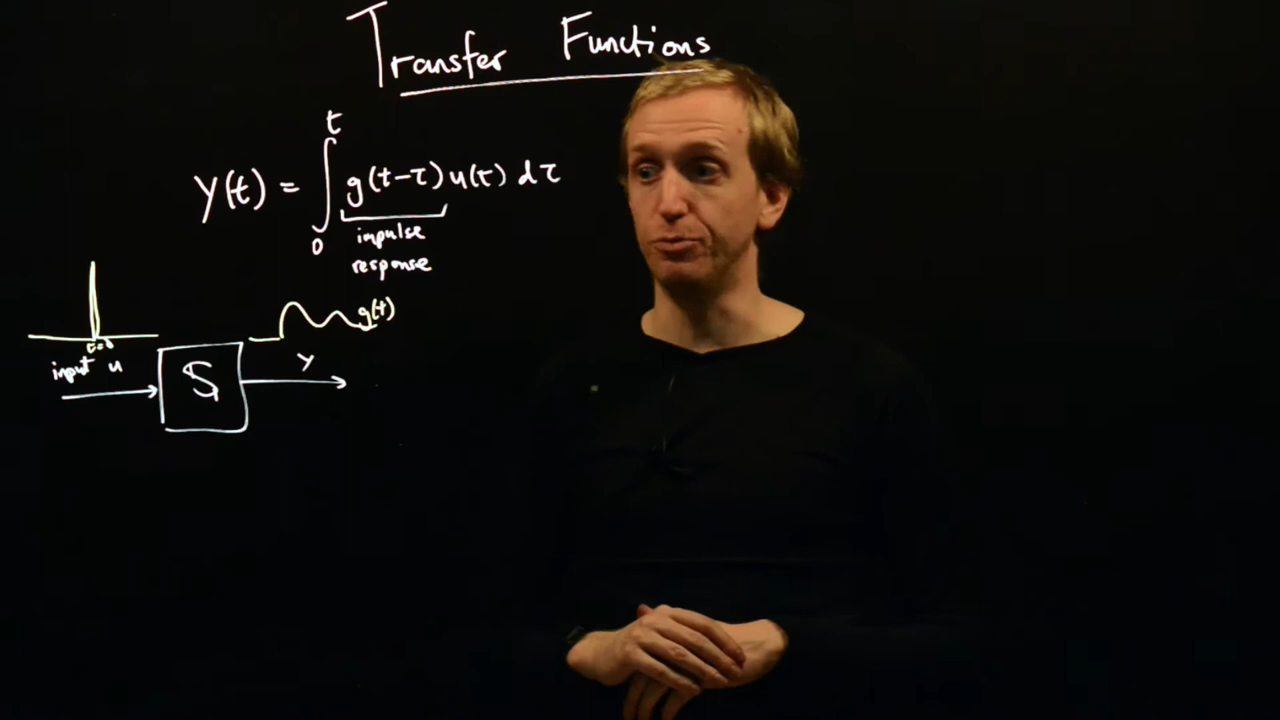 Transfer Functions
t
y(t) = ∫ g(t-τ) u(τ) dτ
0
impulse
response
g(t)
input u
y
S